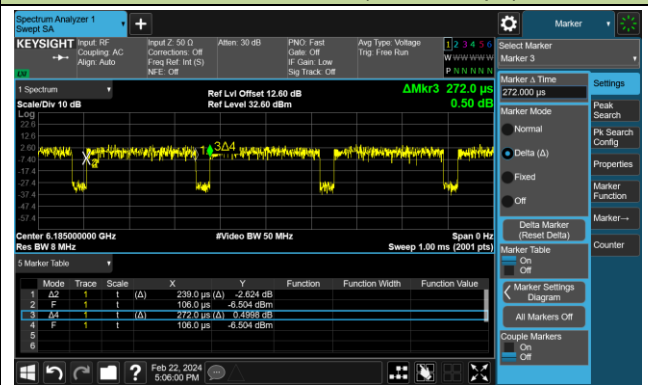 Spectrum Analyzer 1
Swept SA
Marker
KEYSIGHT Input: RF Input Z: 50 Ω Atten: 30 dB PNO: Fast Avg Type: Voltage 1 2 3 4 5 6
Coupling: AC Corrections: Off Gate: Off Trig: Free Run W W W W W W
Align: Auto Freq Ref: Int (S) IF Gain: Low P N N N N N
NFE: Off Sig Track: Off
Select Marker
Marker 3
1 Spectrum
Ref Lvl Offset 12.60 dB ΔMkr3 272.0 µs
Scale/Div 10 dB Ref Level 32.60 dBm 0.50 dB
Log
22.6
12.6
2.60
-7.40
-17.4
-27.4
-37.4
-47.4
-57.4
1 3Δ4
X
Center 6.185000000 GHz #Video BW 50 MHz Span 0 Hz
Res BW 8 MHz Sweep 1.00 ms (2001 pts)
5 Marker Table
Mode Trace Scale X Y Function Function Width Function Value
1 Δ2 1 t (Δ) 239.0 µs (Δ) -2.624 dB
2 F 1 t 106.0 µs -6.504 dBm
3 Δ4 1 t (Δ) 272.0 µs (Δ) 0.4998 dB
4 F 1 t 106.0 µs -6.504 dBm
5
6
Marker Δ Time
272.000 µs
Marker Mode
Normal
Delta (Δ)
Fixed
Off
Delta Marker
(Reset Delta)
Marker Table
On
Off
Marker Settings
Diagram
All Markers Off
Couple Markers
On
Off
Settings
Peak
Search
Pk Search
Config
Properties
Marker
Function
Marker→
Counter
Feb 22, 2024
5:06:00 PM